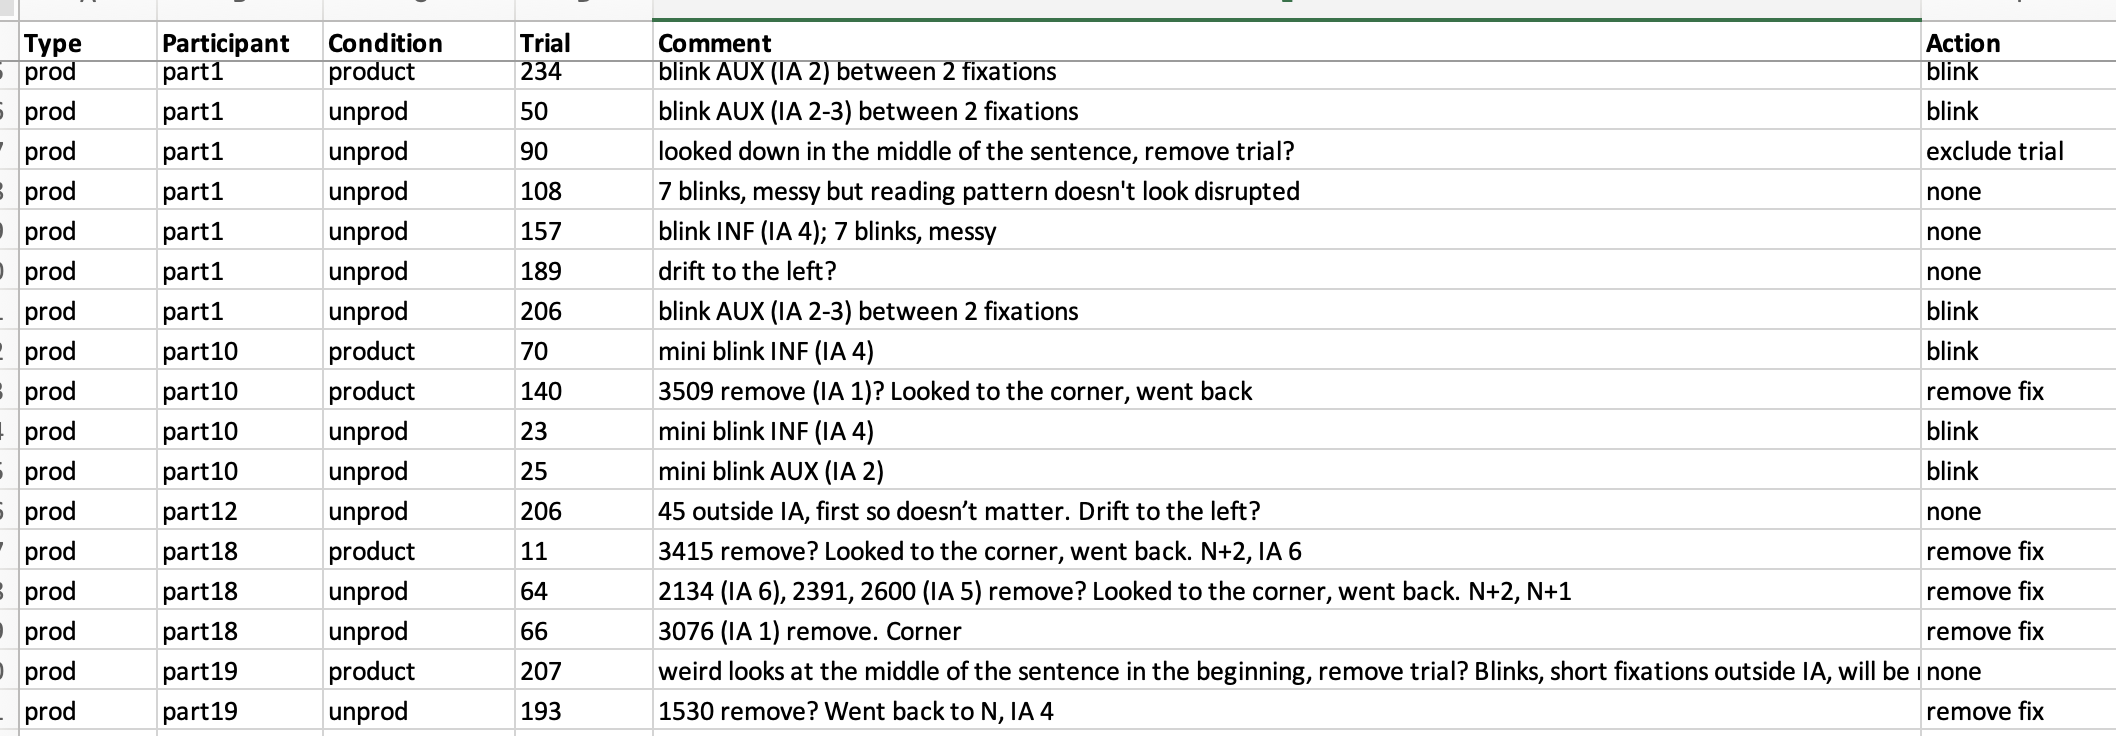 Type Participant Condition Trial Comment Action
prod part1 product 234 blink AUX (IA 2) between 2 fixations blink
prod part1 unprod 50 blink AUX (IA 2-3) between 2 fixations blink
prod part1 unprod 90 looked down in the middle of the sentence, remove trial? exclude trial
prod part1 unprod 108 7 blinks, messy but reading pattern doesn't look disrupted none
prod part1 unprod 157 blink INF (IA 4); 7 blinks, messy none
prod part1 unprod 189 drift to the left? none
prod part1 unprod 206 blink AUX (IA 2-3) between 2 fixations blink
prod part10 product 70 mini blink INF (IA 4) blink
prod part10 product 140 3509 remove (IA 1)? Looked to the corner, went back remove fix
prod part10 unprod 23 mini blink INF (IA 4) blink
prod part10 unprod 25 mini blink AUX (IA 2) blink
prod part12 unprod 206 45 outside IA, first so doesn’t matter. Drift to the left? none
prod part18 product 11 3415 remove? Looked to the corner, went back. N+2, IA 6 remove fix
prod part18 unprod 64 2134 (IA 6), 2391, 2600 (IA 5) remove? Looked to the corner, went back. N+2, N+1 remove fix
prod part18 unprod 66 3076 (IA 1) remove. Corner remove fix
prod part19 product 207 weird looks at the middle of the sentence in the beginning, remove trial? Blinks, short fixations outside IA, will be none
prod part19 unprod 193 1530 remove? Went back to N, IA 4 remove fix